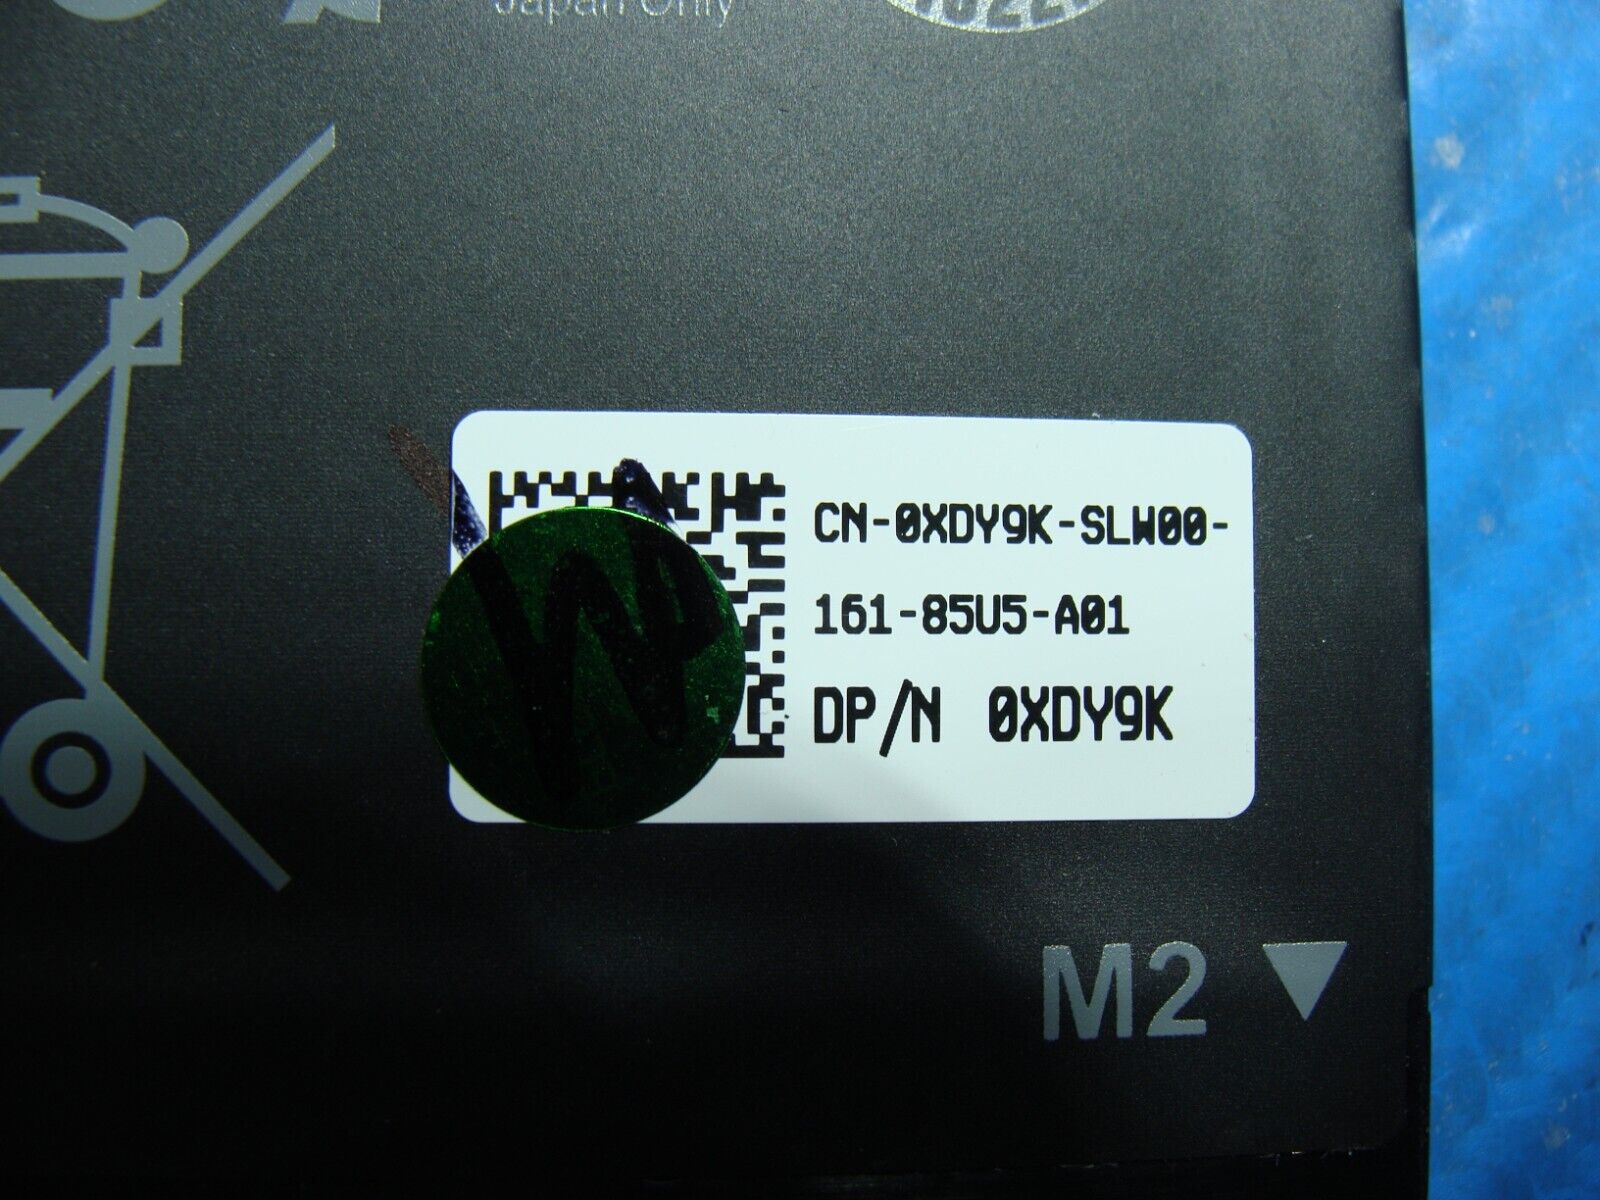 Japan Only
CN-0XDY9K-SLW00-
161-85U5-A01
DP/N 0XDY9K
M2